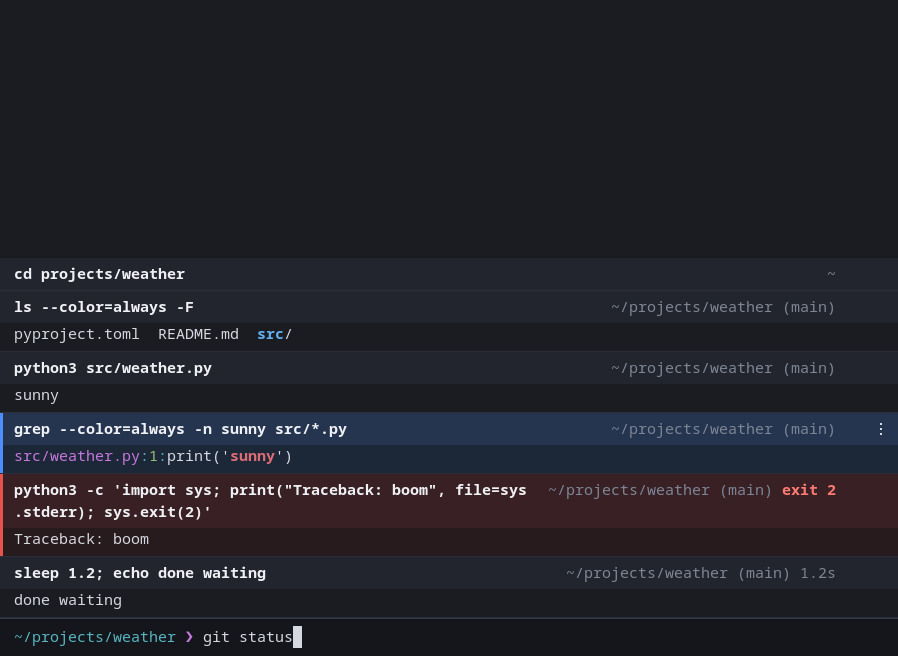 cd projects/weather ~
ls --color=always -F ~/projects/weather (main)
pyproject.toml  README.md  src/
python3 src/weather.py ~/projects/weather (main)
sunny
grep --color=always -n sunny src/*.py ~/projects/weather (main) ⋮
src/weather.py:1:print('sunny')
python3 -c 'import sys; print("Traceback: boom", file=sys ~/projects/weather (main) exit 2
.stderr); sys.exit(2)'
Traceback: boom
sleep 1.2; echo done waiting ~/projects/weather (main) 1.2s
done waiting
~/projects/weather ❯ git status